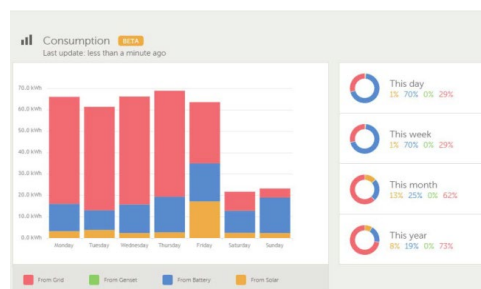 Consumption BETA
Last update: less than a minute ago
70.0 kWh
60.0 kWh
50.0 kWh
40.0 kWh
30.0 kWh
20.0 kWh
10.0 kWh
0.0 kWh
Monday Tuesday Wednesday Thursday Friday Saturday Sunday
From Grid From Genset From Battery From Solar
This day
1% 70% 0% 29%
This week
1% 70% 0% 29%
This month
13% 25% 0% 62%
This year
8% 19% 0% 73%